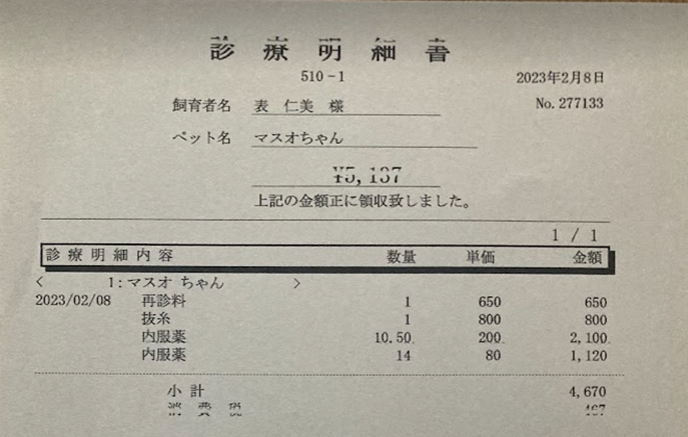 診療明細書
510-1 2023年2月8日
飼育者名 表 仁美 様 No. 277133
ペット名 マスオちゃん
¥5,137
上記の金額正に領収致しました。
1 / 1
診療明細内容 数量 単価 金額
< 1:マスオ ちゃん >
2023/02/08 再診料 1 650 650
抜糸 1 800 800
内服薬 10.50 200 2,100
内服薬 14 80 1,120
小 計 4,670
消 費 税 467